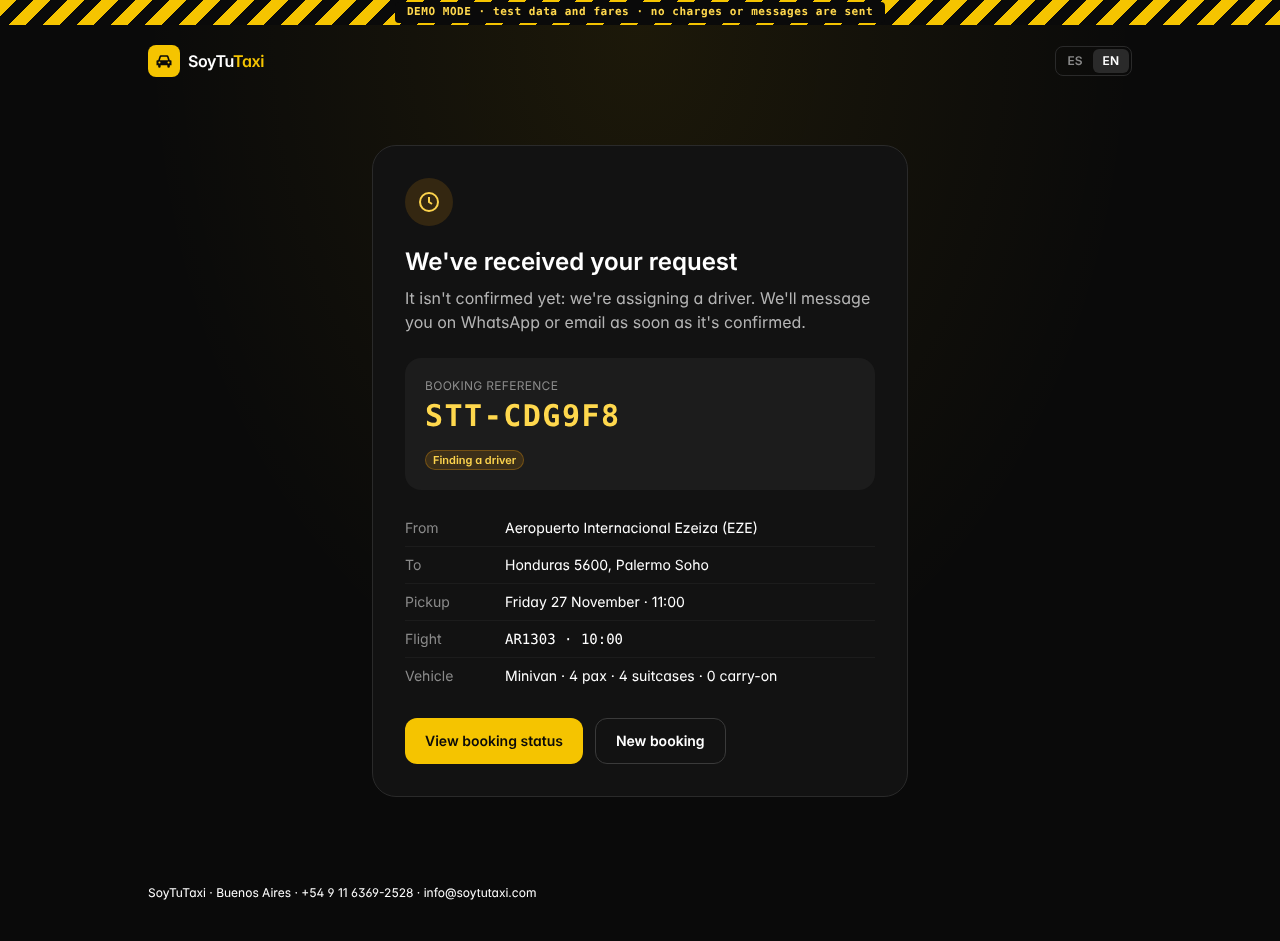 DEMO MODE · test data and fares · no charges or messages are sent
SoyTuTaxi
ES EN
We've received your request
It isn't confirmed yet: we're assigning a driver. We'll message
you on WhatsApp or email as soon as it's confirmed.
BOOKING REFERENCE
STT-CDG9F8
Finding a driver
From Aeropuerto Internacional Ezeiza (EZE)
To Honduras 5600, Palermo Soho
Pickup Friday 27 November · 11:00
Flight AR1303 · 10:00
Vehicle Minivan · 4 pax · 4 suitcases · 0 carry-on
View booking status New booking
SoyTuTaxi · Buenos Aires · +54 9 11 6369-2528 · info@soytutaxi.com